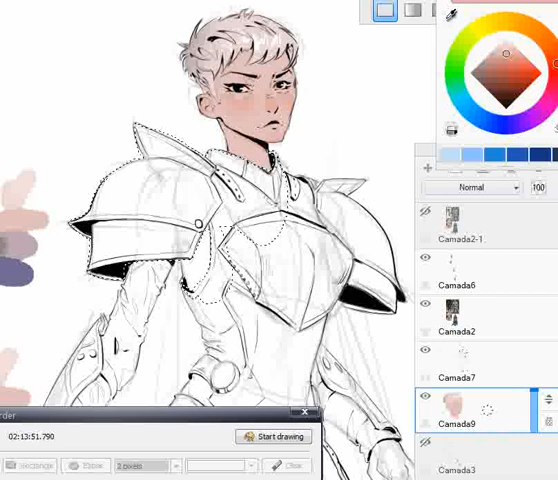 Normal
100
Camada2-1
Camada6
Camada2
Camada7
Camada9
Camada3
order
02:13:51.790
Start drawing
Rectangle
Ellipse
2 pixels
Clear